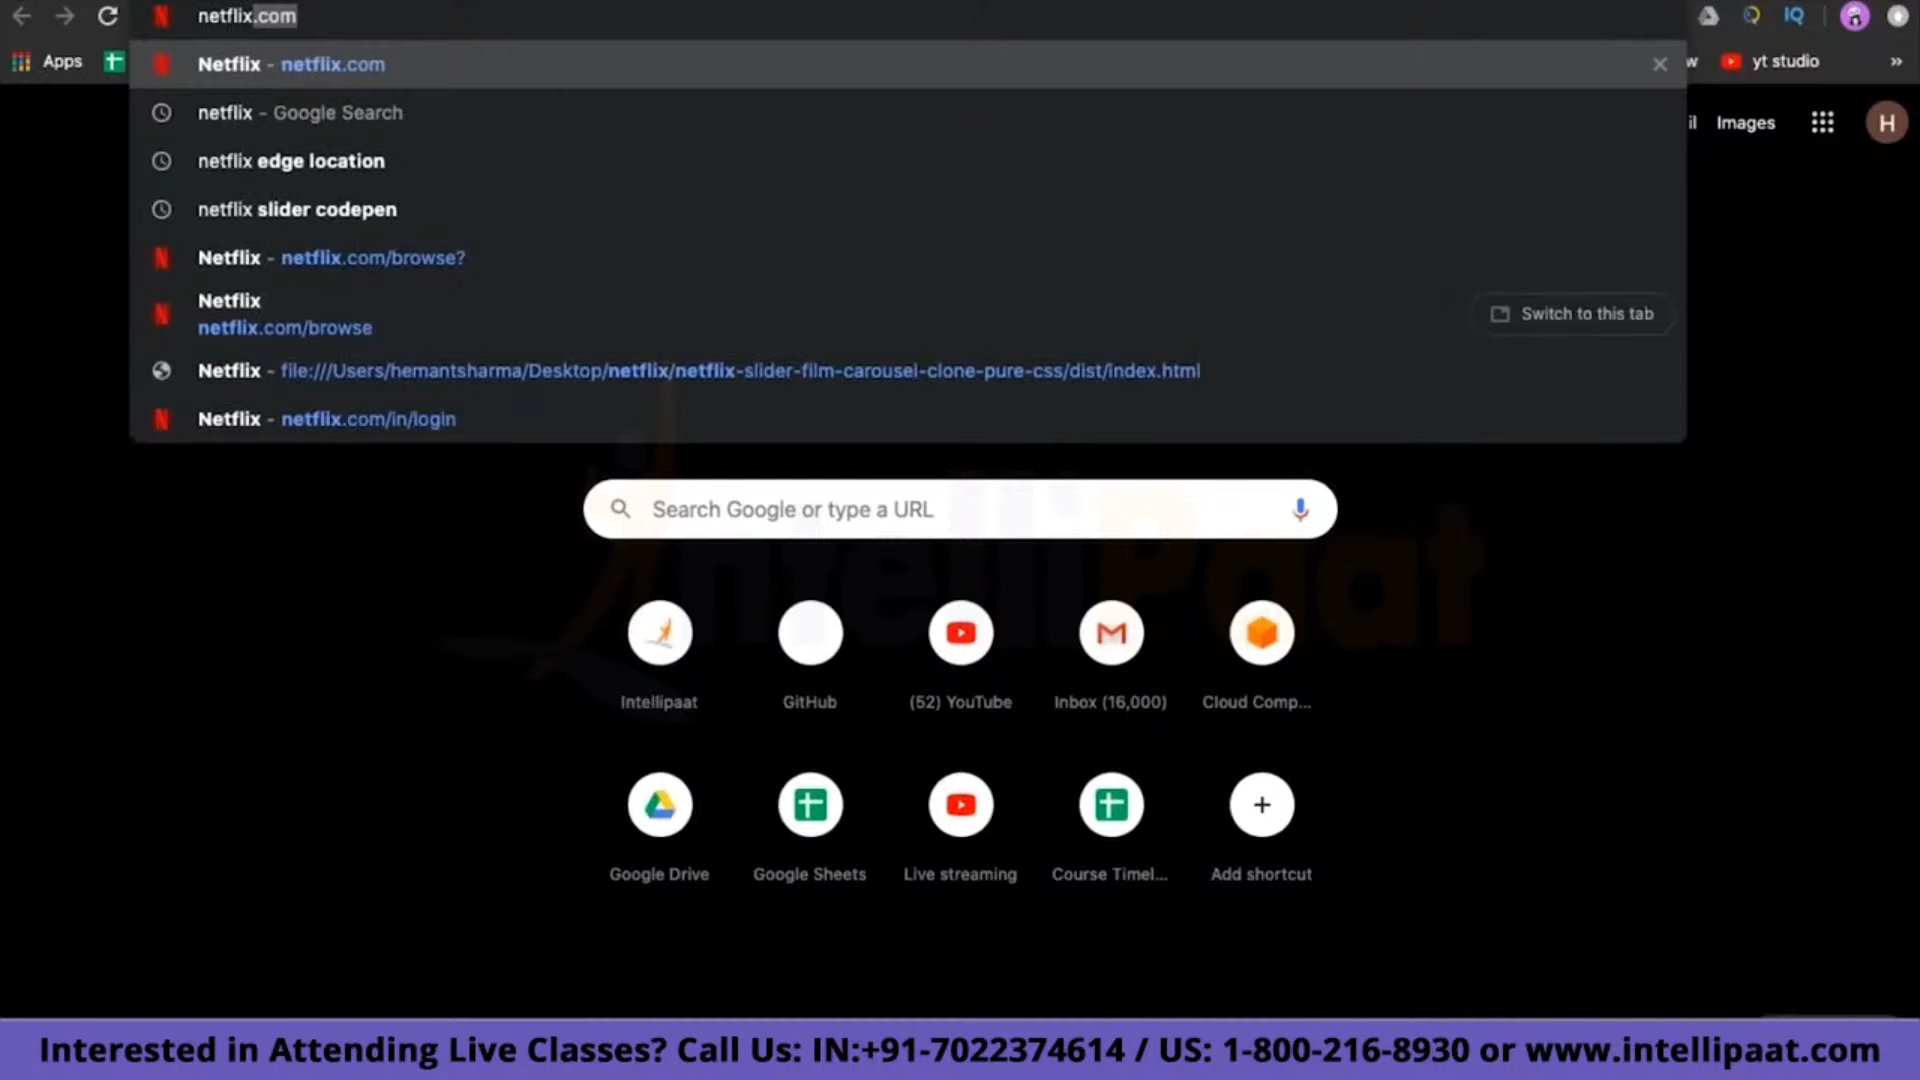 netflix.com
Apps
Netflix - netflix.com
w
yt studio
»
netflix - Google Search
il
Images
H
netflix edge location
netflix slider codepen
Netflix - netflix.com/browse?
Netflix
netflix.com/browse
Switch to this tab
Netflix - file:///Users/hemantsharma/Desktop/netflix/netflix-slider-film-carousel-clone-pure-css/dist/index.html
Netflix - netflix.com/in/login
Search Google or type a URL
IntelliPaat
Intellipaat
GitHub
(52) YouTube
Inbox (16,000)
Cloud Comp...
Google Drive
Google Sheets
Live streaming
Course Timel...
Add shortcut
Interested in Attending Live Classes? Call Us: IN:+91-7022374614 / US: 1-800-216-8930 or www.intellipaat.com